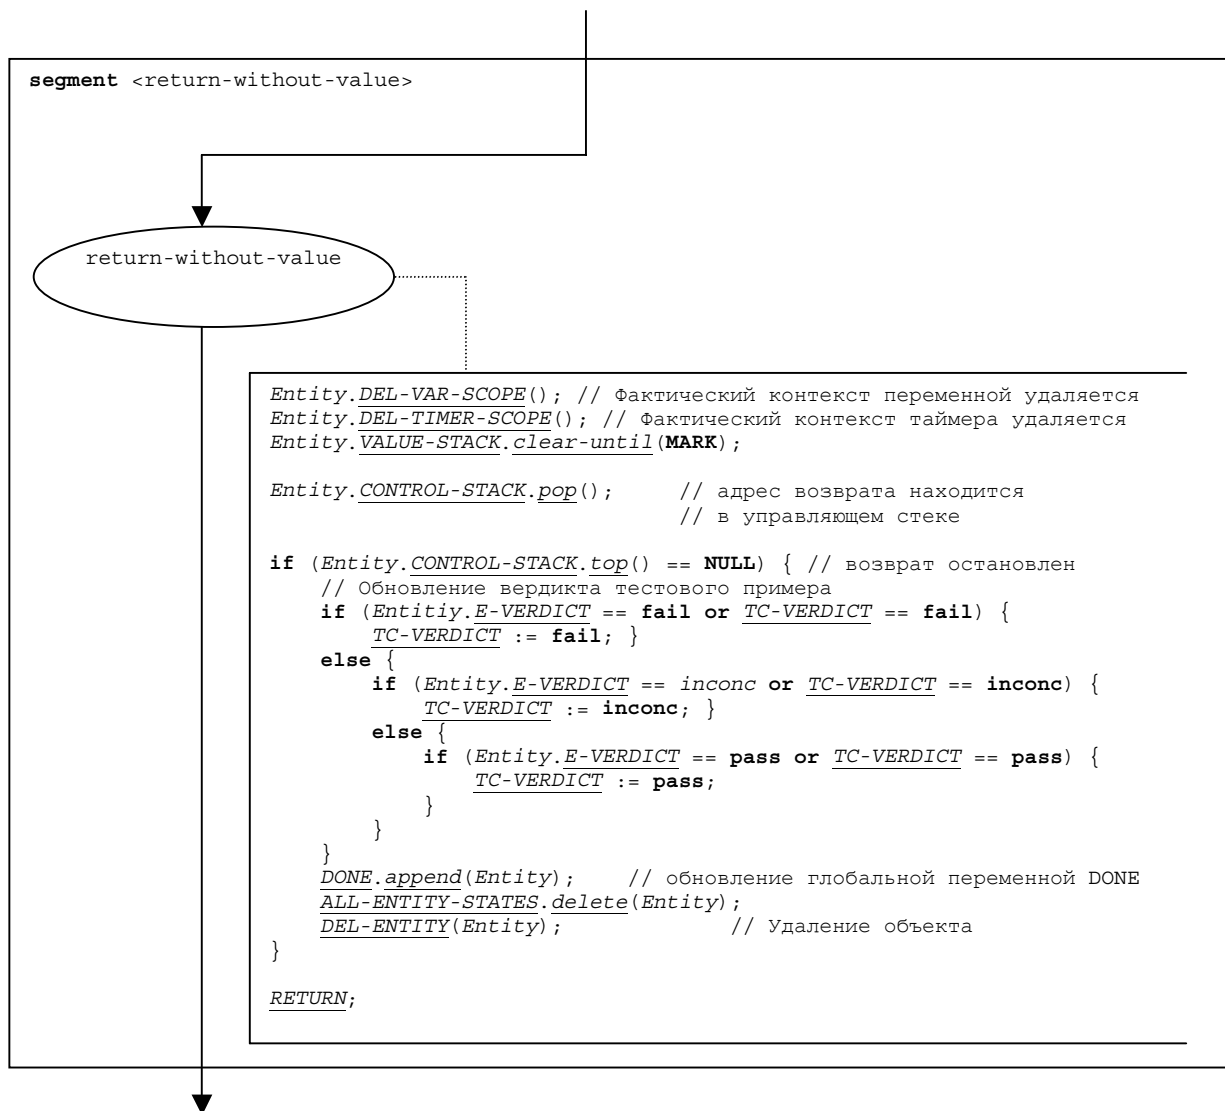 segment <return-without-value>
return-without-value
Entity.DEL-VAR-SCOPE(); // Фактический контекст переменной удаляется
Entity.DEL-TIMER-SCOPE(); // Фактический контекст таймера удаляется
Entity.VALUE-STACK.clear-until(MARK);
Entity.CONTROL-STACK.pop(); // адрес возврата находится
// в управляющем стеке
if (Entity.CONTROL-STACK.top() == NULL) { // возврат остановлен
// Обновление вердикта тестового примера
if (Entitiy.E-VERDICT == fail or TC-VERDICT == fail) {
TC-VERDICT := fail; }
else {
if (Entity.E-VERDICT == inconc or TC-VERDICT == inconc) {
TC-VERDICT := inconc; }
else {
if (Entity.E-VERDICT == pass or TC-VERDICT == pass) {
TC-VERDICT := pass;
}
}
}
DONE.append(Entity); // обновление глобальной переменной DONE
ALL-ENTITY-STATES.delete(Entity);
DEL-ENTITY(Entity); // Удаление объекта
}
RETURN;